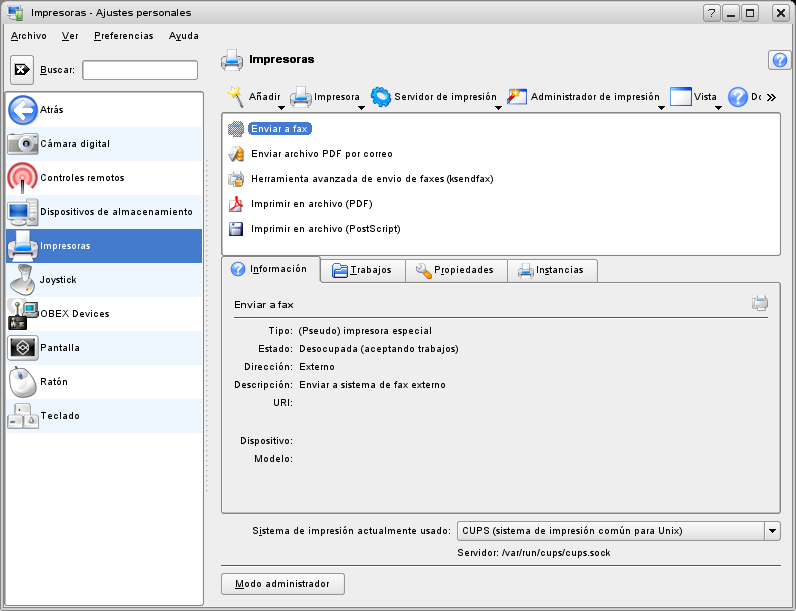 Impresoras - Ajustes personales
Archivo Ver Preferencias Ayuda
Buscar:
Atrás
Cámara digital
Controles remotos
Dispositivos de almacenamiento
Impresoras
Joystick
OBEX Devices
Pantalla
Ratón
Teclado
Impresoras
Añadir Impresora Servidor de impresión Administrador de impresión Vista
Enviar a fax
Enviar archivo PDF por correo
Herramienta avanzada de envio de faxes (ksendfax)
Imprimir en archivo (PDF)
Imprimir en archivo (PostScript)
Información Trabajos Propiedades Instancias
Enviar a fax
Tipo: (Pseudo) impresora especial
Estado: Desocupada (aceptando trabajos)
Dirección: Externo
Descripción: Enviar a sistema de fax externo
URI:
Dispositivo:
Modelo:
Sistema de impresión actualmente usado: CUPS (sistema de impresión común para Unix)
Servidor: /var/run/cups/cups.sock
Modo administrador